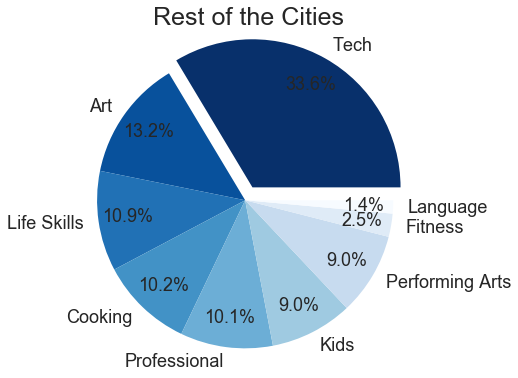 Rest of the Cities
Tech
33.6%
Art
13.2%
Life Skills
10.9%
Cooking
10.2%
Professional
10.1%
Kids
9.0%
Performing Arts
9.0%
Fitness
2.5%
Language
1.4%